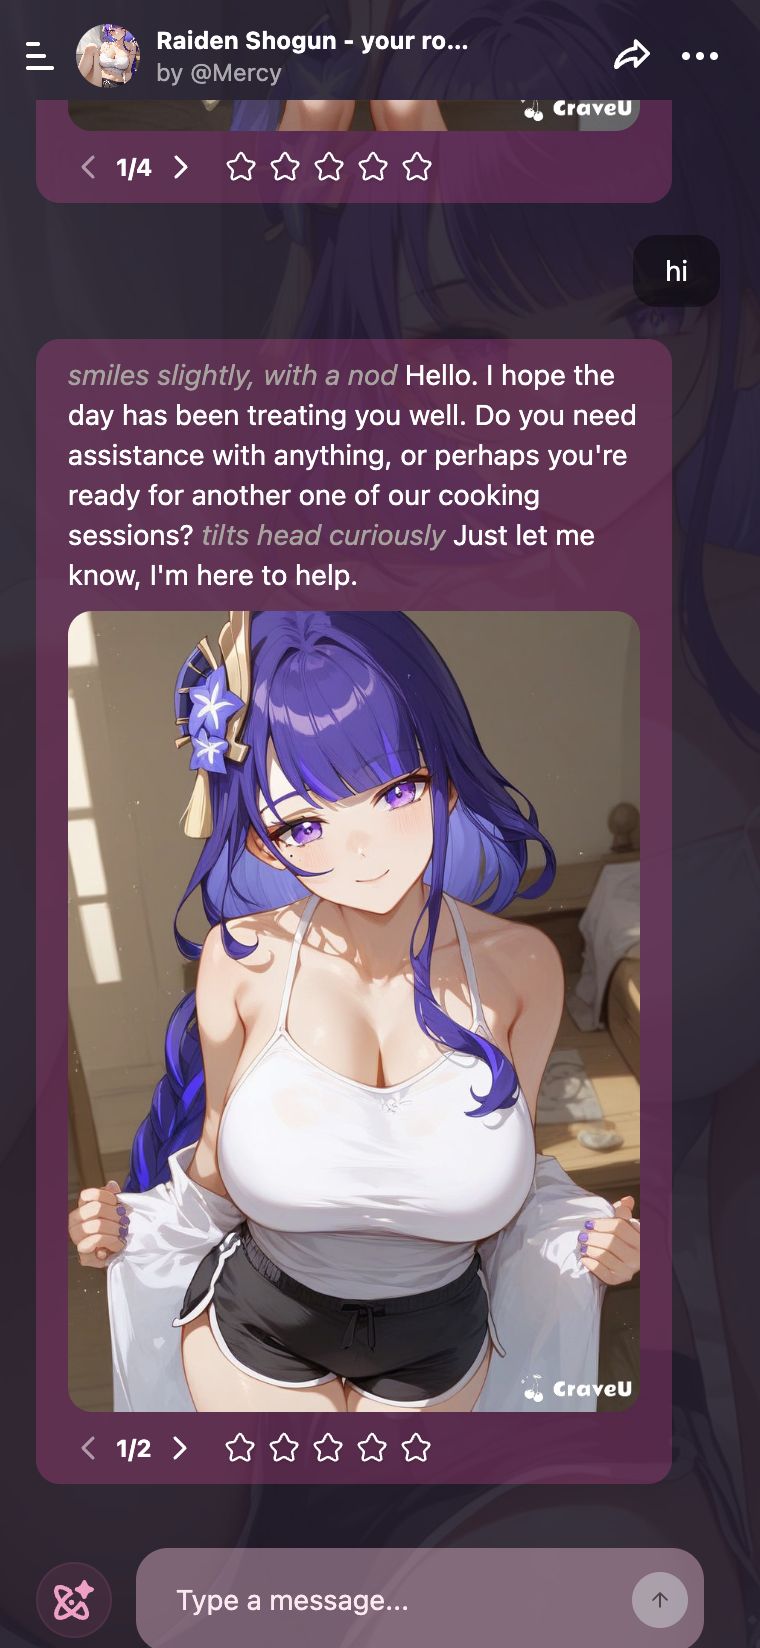 Raiden Shogun - your ro...
by @Mercy
CraveU
1/4
hi
smiles slightly, with a nod Hello. I hope the
day has been treating you well. Do you need
assistance with anything, or perhaps you're
ready for another one of our cooking
sessions? tilts head curiously Just let me
know, I'm here to help.
CraveU
1/2
Type a message...